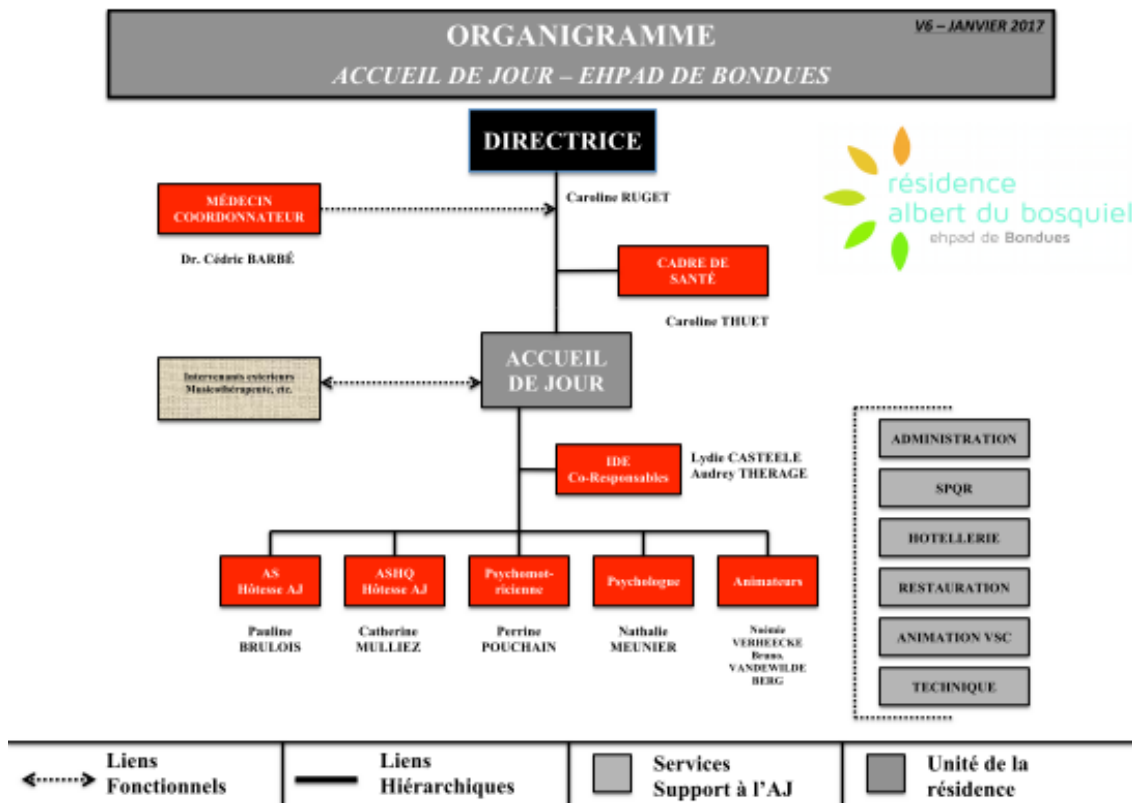 ORGANIGRAMME
V6 – JANVIER 2017
ACCUEIL DE JOUR – EHPAD DE BONDUES
DIRECTRICE
Caroline RUGET
MÉDECIN
COORDONNATEUR
Dr. Cédric BARBÉ
résidence
albert du bosquiel
ehpad de Bondues
CADRE DE
SANTÉ
Caroline THUET
ACCUEIL
DE JOUR
Intervenants exterieurs
Musicothérapeute, etc.
IDE
Co-Responsables
Lydie CASTEELE
Audrey THERAGE
AS
Hôtesse AJ
Pauline
BRULOIS
ASHQ
Hôtesse AJ
Catherine
MULLIEZ
Psychomot-
ricienne
Perrine
POUCHAIN
Psychologue
Nathalie
MEUNIER
Animateurs
Noémie
VERHEECKE
Bruno,
VANDEWILDE
BERG
ADMINISTRATION
SPQR
HOTELLERIE
RESTAURATION
ANIMATION VSC
TECHNIQUE
Liens
Fonctionnels
Liens
Hiérarchiques
Services
Support à l'AJ
Unité de la
résidence